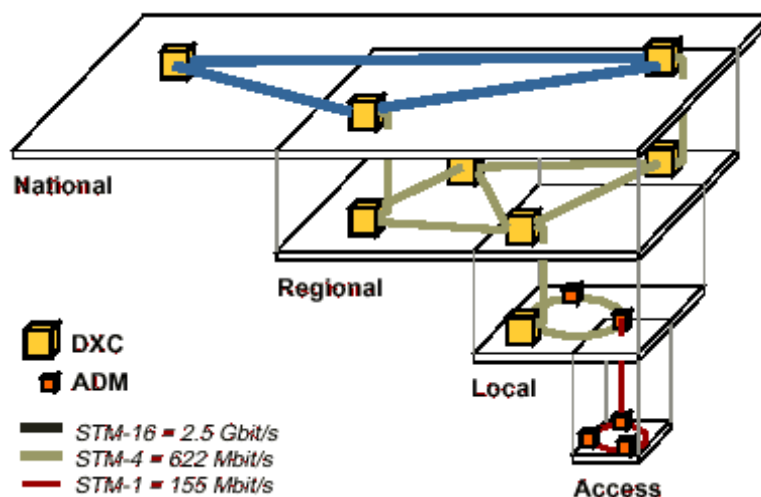 National
Regional
DXC
ADM
Local
STM-16 = 2.5 Gbit/s
STM-4 = 622 Mbit/s
STM-1 = 155 Mbit/s
Access